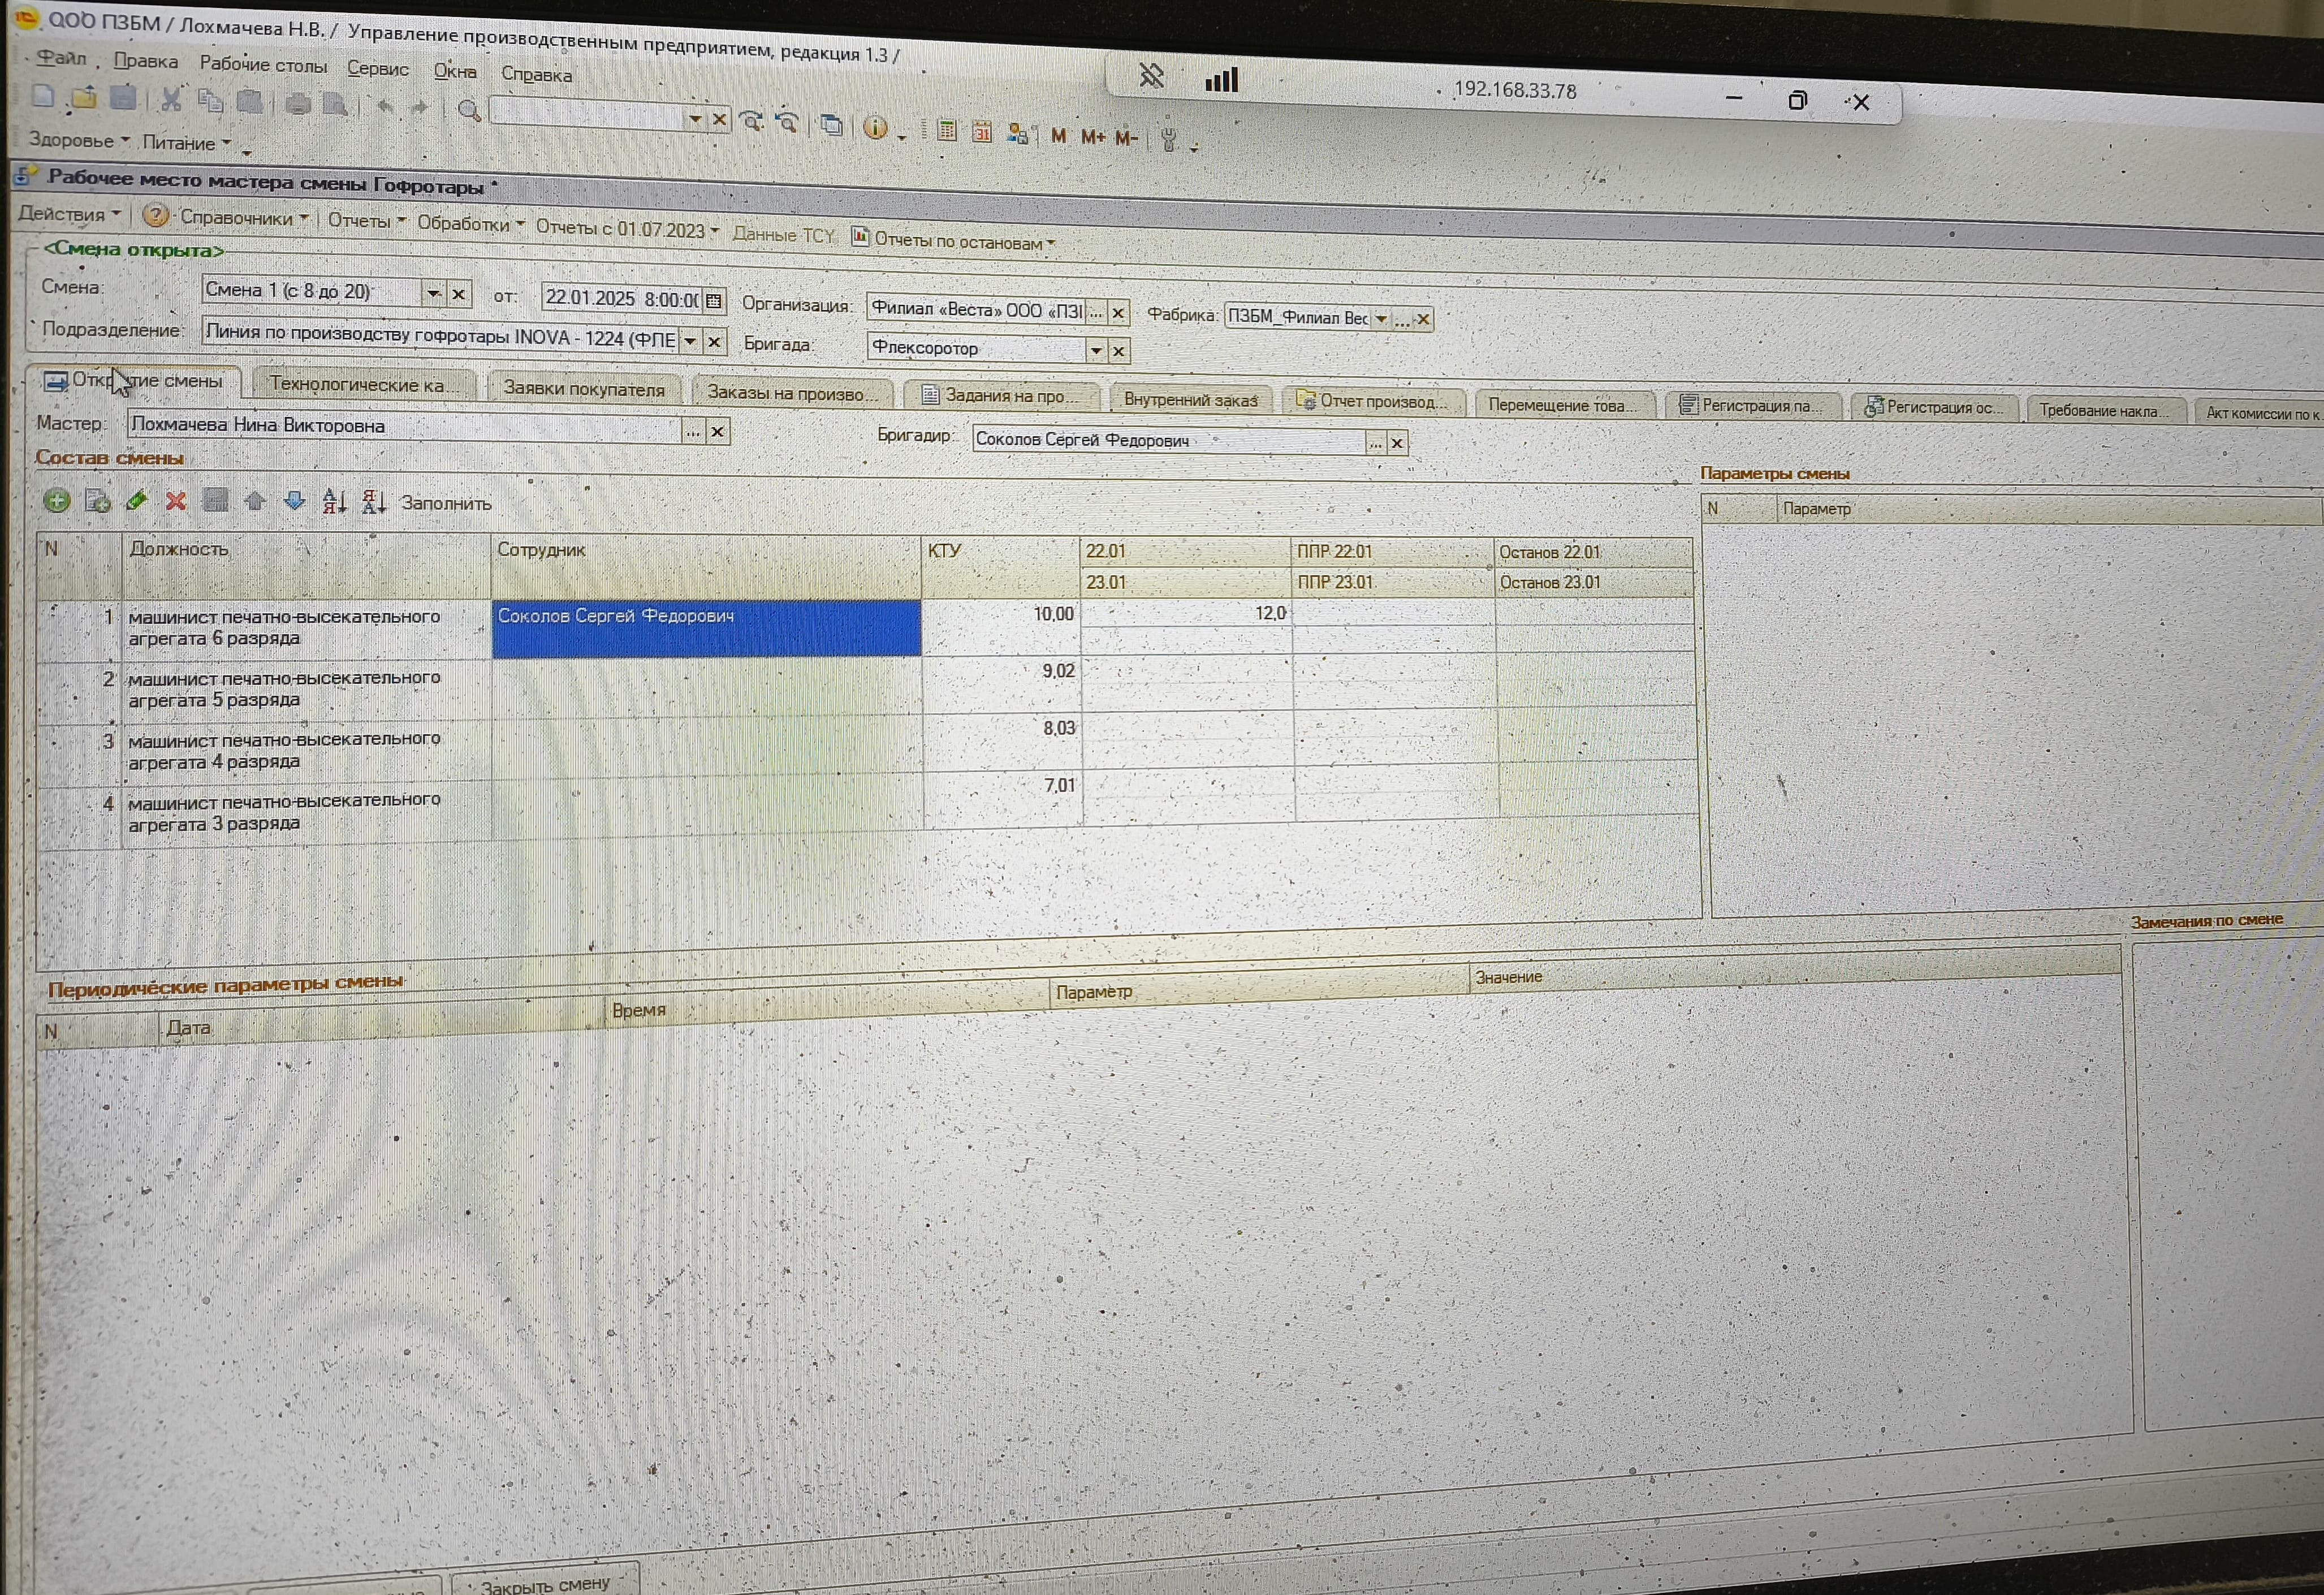 ООО ПЗБМ / Лохмачева Н.В. / Управление производственным предприятием, редакция 1.3 /
192.168.33.78
Файл Правка Рабочие столы Сервис Окна Справка
31 M M+ M-
Здоровье Питание
Рабочее место мастера смены Гофротары *
Действия ? Справочники Отчеты Обработки Отчеты с 01.07.2023 Данные ТСУ Отчеты по остановам
<Смена открыта>
Смена: Смена 1 (с 8 до 20) от: 22.01.2025 8:00:0( Организация: Филиал «Веста» ООО «ПЗІ ... Фабрика: ПЗБМ_Филиал Вес ...
Подразделение: Линия по производству гофротары INOVA - 1224 (ФЛЕ Бригада: Флексоротор
Открытие смены Технологические ка... Заявки покупателя Заказы на произво... Задания на про... Внутренний заказ Отчет производ... Перемещение това... Регистрация па... Регистрация ос... Требование накла... Акт комиссии по к
Мастер: Лохмачева Нина Викторовна ... Бригадир: Соколов Сергей Федорович ...
Состав смены
Параметры смены
Заполнить
N Параметр
N Должность Сотрудник КТУ 22.01 ППР 22.01 Останов 22.01
23.01 ППР 23.01 Останов 23.01
1 машинист печатно-высекательного Соколов Сергей Федорович 10,00 12,0
агрегата 6 разряда
2 машинист печатно-высекательного 9,02
агрегата 5 разряда
3 машинист печатно-высекательного 8,03
агрегата 4 разряда
4 машинист печатно-высекательного 7,01
агрегата 3 разряда
Замечания по смене
Периодические параметры смены
N Дата Время Параметр Значение
Закрыть смену